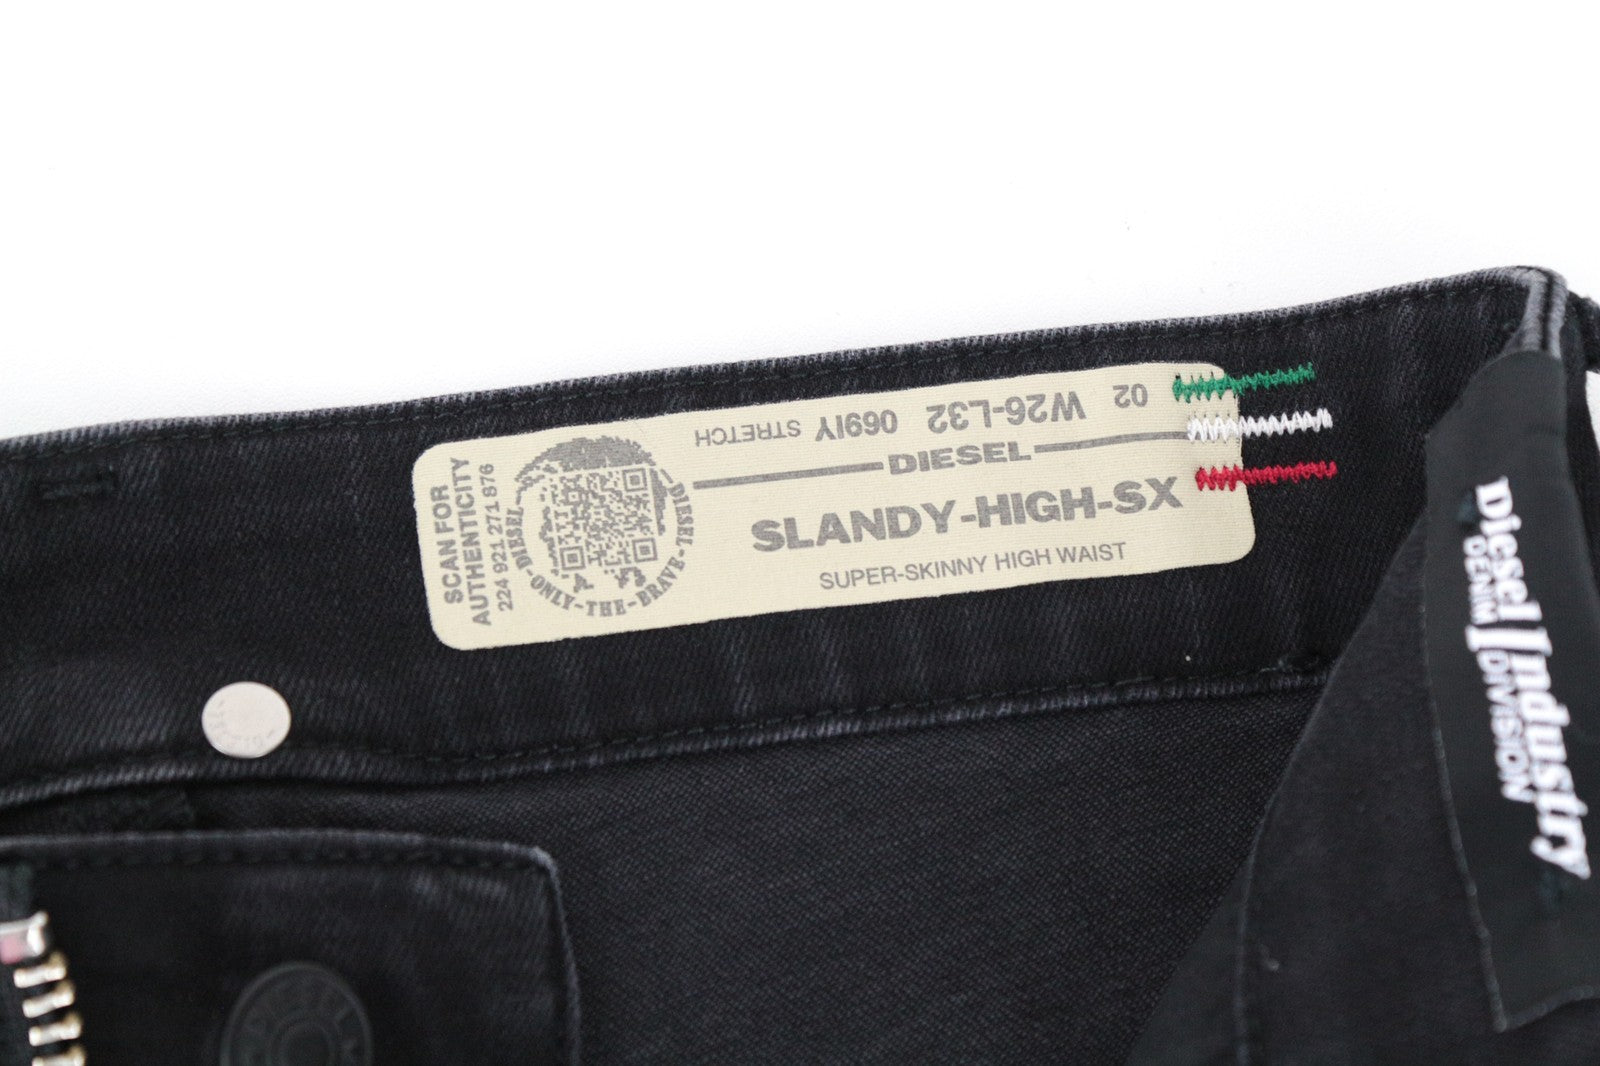 SCAN FOR
AUTHENTICITY
224 921 271 876
DIESEL-ONLY-THE-BRAVE-DIESEL-
02 W26-L32 069IY STRETCH
DIESEL
SLANDY-HIGH-SX
SUPER-SKINNY HIGH WAIST
Diesel Industry
DENIM DIVISION